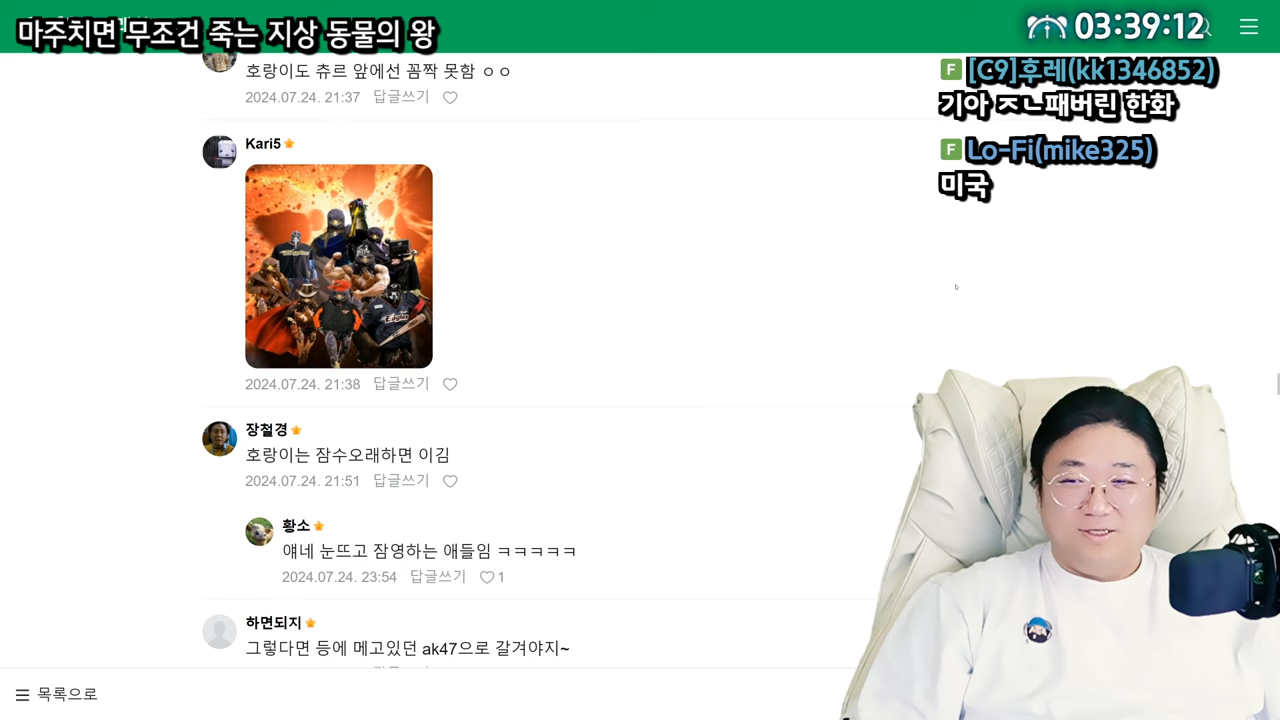 마주치면 무조건 죽는 지상 동물의 왕
03:39:12
호랑이도 츄르 앞에선 꼼짝 못함 ㅇㅇ
2024.07.24. 21:37 답글쓰기
[C9]후레(kk1346852)
기아 ㅈㄴ패버린 한화
F Lo-Fi(mike325)
미국
Kari5
2024.07.24. 21:38 답글쓰기
장철경
호랑이는 잠수오래하면 이김
2024.07.24. 21:51 답글쓰기
황소
얘네 눈뜨고 잠영하는 애들임 ㅋㅋㅋㅋㅋ
2024.07.24. 23:54 답글쓰기 1
하면되지
그렇다면 등에 메고있던 ak47으로 갈겨야지~
목록으로